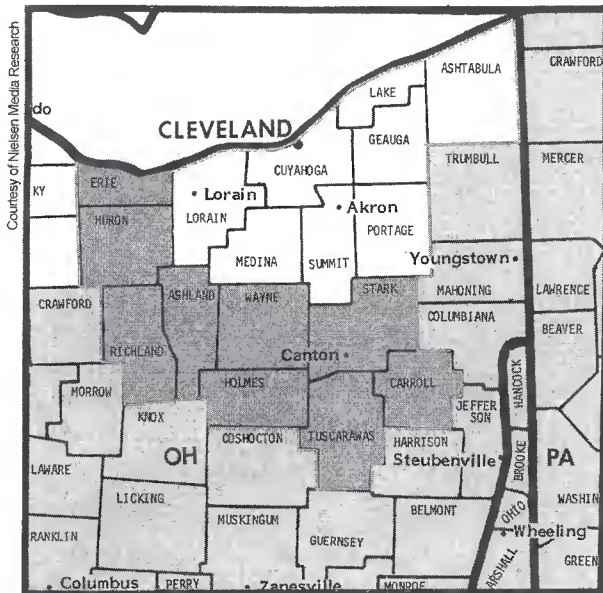 Courtesy of Nielsen Media Research
CRAWFORD
ASHTABULA
LAKE
do
CLEVELAND
GEAUGA
CUYAHOGA
TRUMBULL
MERCER
ERIE
KY
Lorain
Akron
HURON
LORAIN
PORTAGE
MEDINA
SUMMIT
Youngstown
ASHLAND
WAYNE
STARK
MAHONING
LAWRENCE
CRAWFORD
COLUMBIANA
BEAVER
RICHLAND
Canton
HOLMES
CARROLL
HANCOCK
MORROW
JEFFER
SON
KNOX
COSHOCTON
TUSCARAWAS
HARRISON
BROOKE
LAWARE
OH
Steubenville
PA
LICKING
BELMONT
OHIO
WASHIN
MUSKINGUM
RANKLIN
GUERNSEY
Wheeling
ARSHALL
GREEN
Columbus
PERRY
Zanesville
MONROE